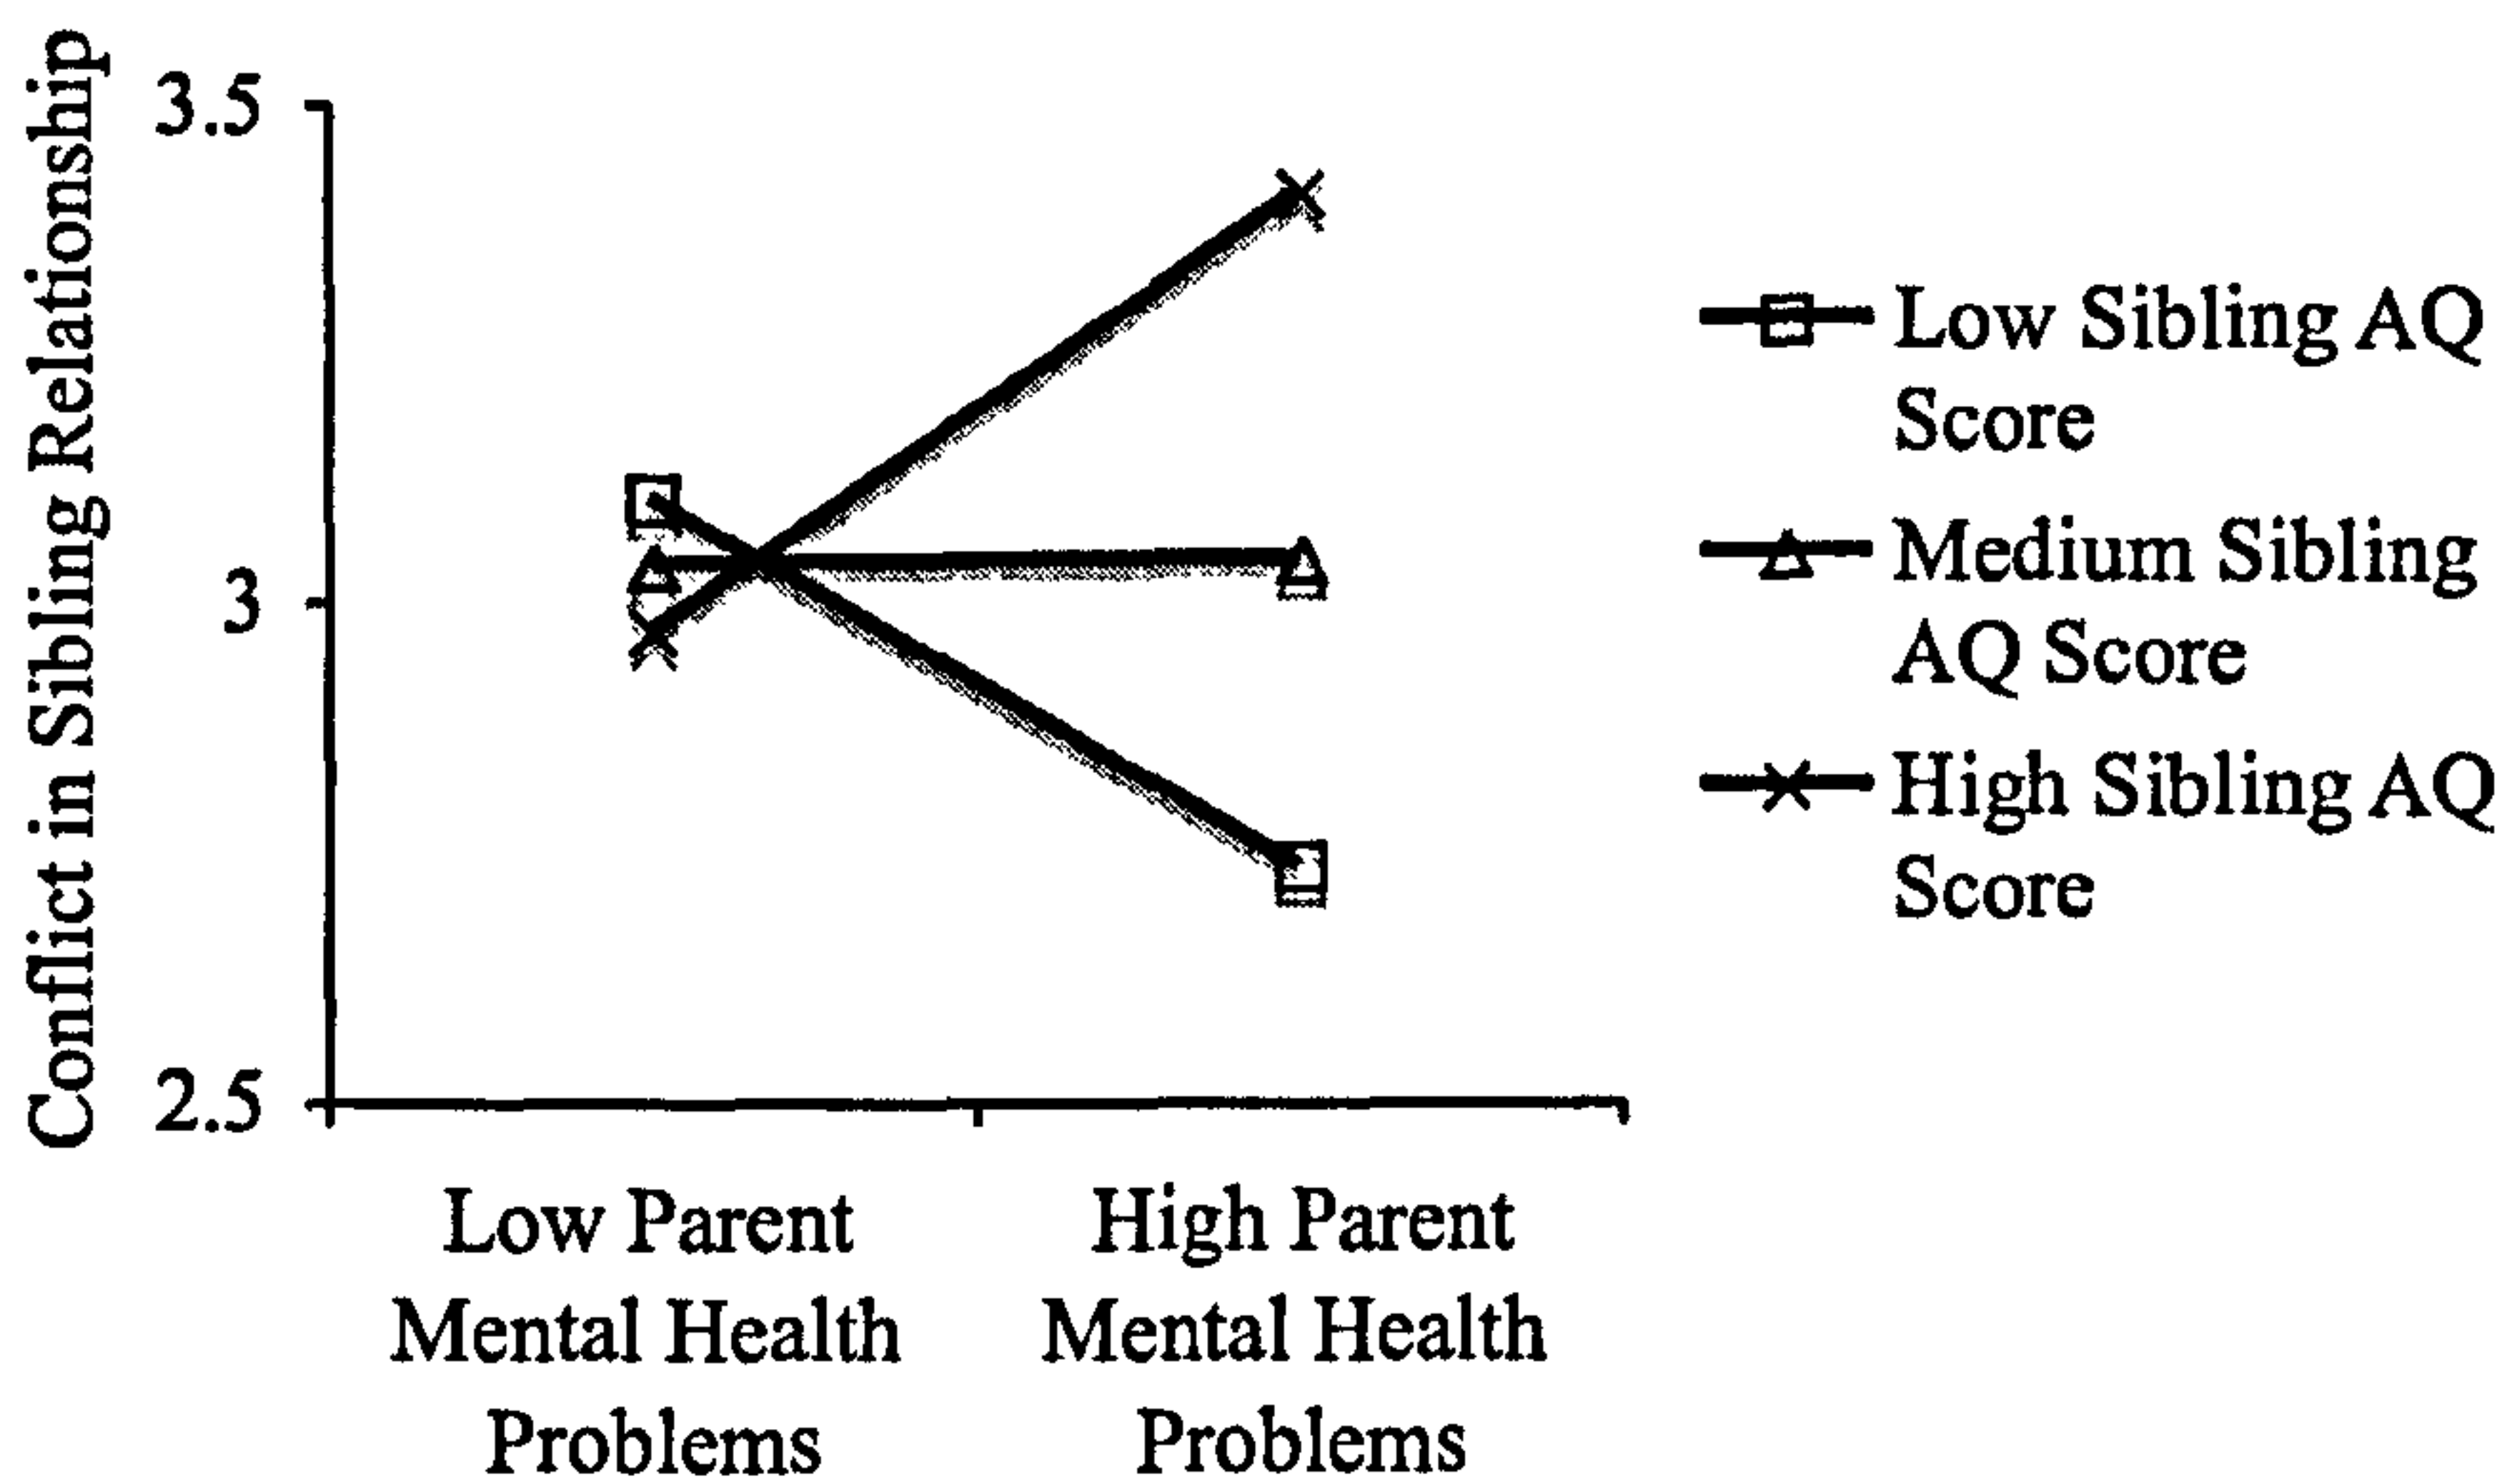 Conflict in Sibling Relationship
3.5
3
2.5
Low Parent
Mental Health
Problems
High Parent
Mental Health
Problems
Low Sibling AQ
Score
Medium Sibling
AQ Score
High Sibling AQ
Score